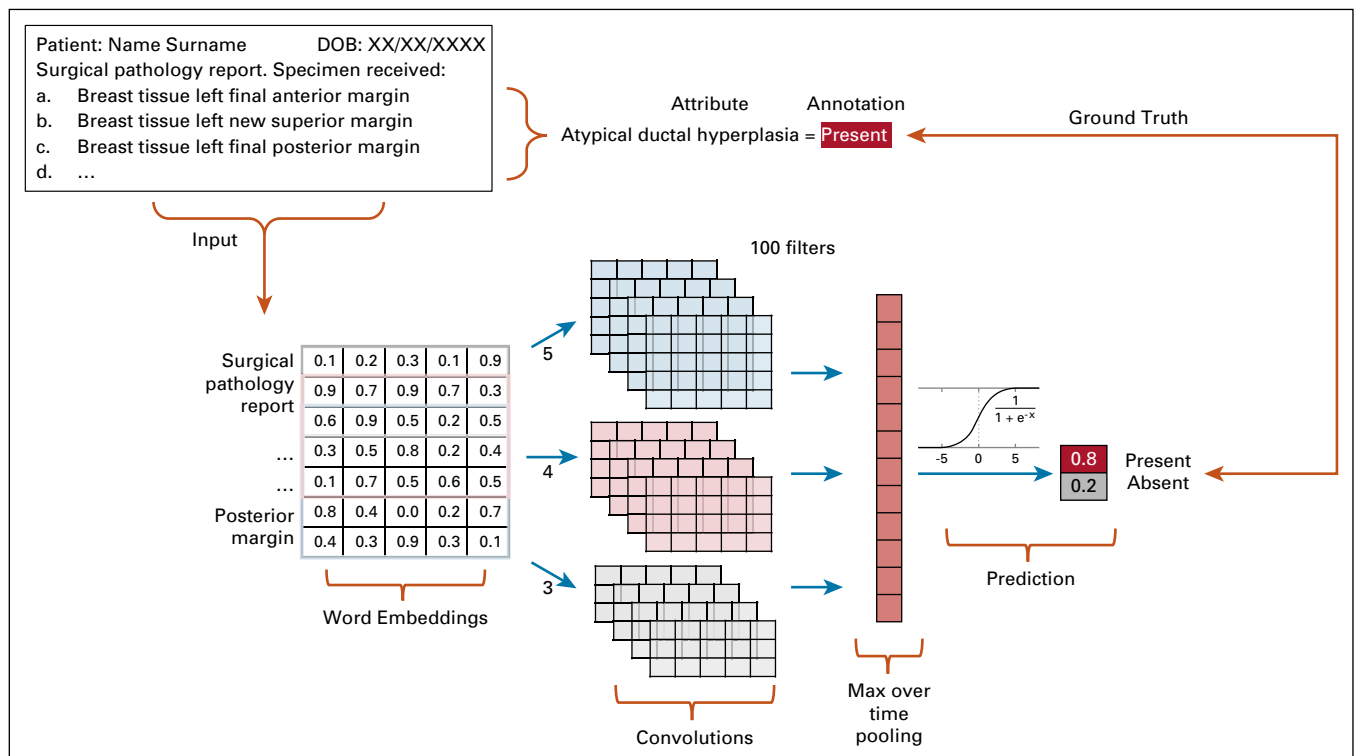 Patient: Name Surname DOB: XX/XX/XXXX
Surgical pathology report. Specimen received:
a. Breast tissue left final anterior margin
b. Breast tissue left new superior margin
c. Breast tissue left final posterior margin
d. ...
Attribute Annotation
Atypical ductal hyperplasia = Present
Ground Truth
Input
100 filters
Surgical
pathology
report
...
...
Posterior
margin
0.1 0.2 0.3 0.1 0.9
0.9 0.7 0.9 0.7 0.3
0.6 0.9 0.5 0.2 0.5
0.3 0.5 0.8 0.2 0.4
0.1 0.7 0.5 0.6 0.5
0.8 0.4 0.0 0.2 0.7
0.4 0.3 0.9 0.3 0.1
Word Embeddings
5
4
3
Convolutions
Max over
time
pooling
1
1 + e-x
-5 0 5
0.8 Present
0.2 Absent
Prediction